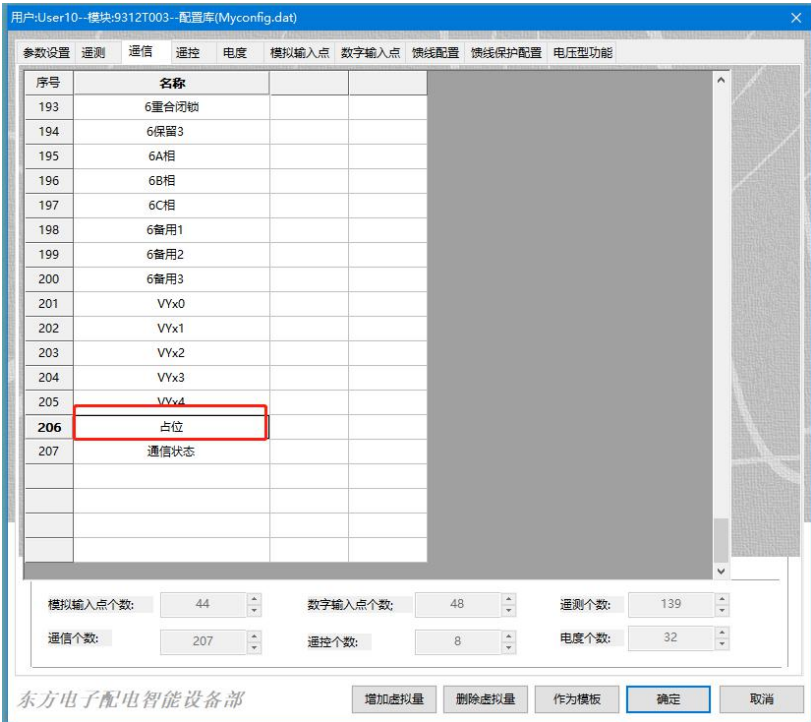 用户:User10--模块:9312T003--配置库(Myconfig.dat)
参数设置 遥测 遥信 遥控 电度 模拟输入点 数字输入点 馈线配置 馈线保护配置 电压型功能
序号 名称
193 6重合闭锁
194 6保留3
195 6A相
196 6B相
197 6C相
198 6备用1
199 6备用2
200 6备用3
201 VYx0
202 VYx1
203 VYx2
204 VYx3
205 VYx4
206 占位
207 通信状态
模拟输入点个数: 44 数字输入点个数; 48 遥测个数: 139
遥信个数: 207 遥控个数: 8 电度个数: 32
东方电子配电智能设备部 增加虚拟量 删除虚拟量 作为模板 确定 取消